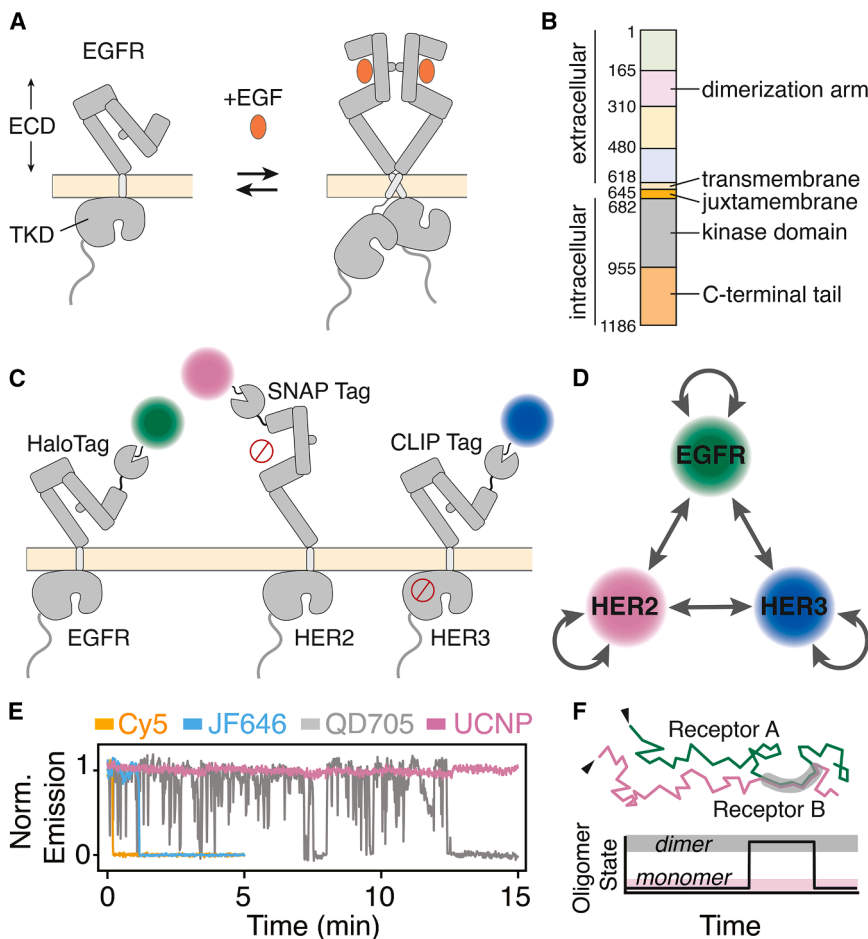 A
EGFR
ECD
+EGF
TKD
B
extracellular
intracellular
1
165
310
480
618
645
682
955
1186
dimerization arm
transmembrane
juxtamembrane
kinase domain
C-terminal tail
C
SNAP Tag
HaloTag
CLIP Tag
EGFR
HER2
HER3
D
EGFR
HER2
HER3
E
Cy5
JF646
QD705
UCNP
Norm.
Emission
1
0
0
5
10
15
Time (min)
F
Receptor A
Receptor B
Oligomer
State
dimer
monomer
Time